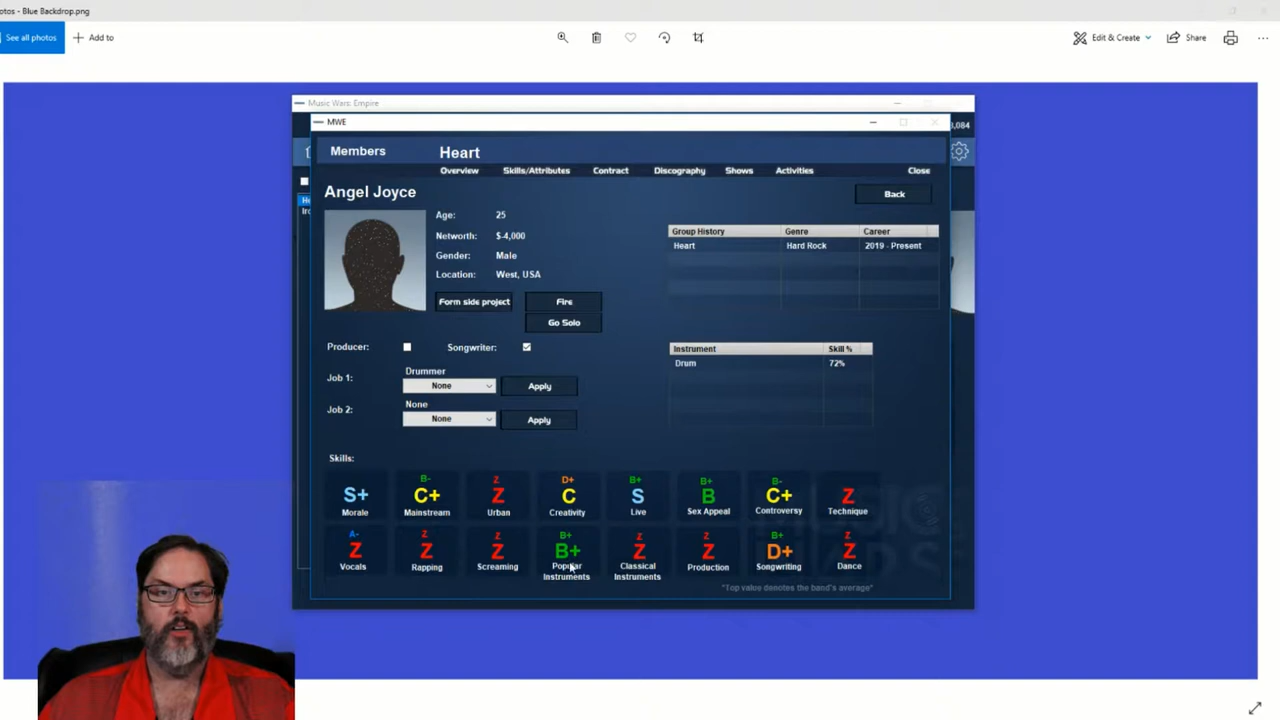 otos - Blue Backdrop.png
See all photos
Add to
Edit & Create
Share
Music Wars: Empire
MWE
,084
Members
Heart
Overview
Skills/Attributes
Contract
Discography
Shows
Activities
Close
Angel Joyce
Back
Age:
25
Networth:
$-4,000
Gender:
Male
Location:
West, USA
Form side project
Fire
Go Solo
Group History
Genre
Career
Heart
Hard Rock
2019 - Present
Producer:
Songwriter:
Job 1:
Drummer
None
Apply
Job 2:
None
None
Apply
Instrument
Skill %
Drum
72%
Skills:
S+
Morale
B-
C+
Mainstream
Z
Z
Urban
D+
C
Creativity
B+
S
Live
B+
B
Sex Appeal
B-
C+
Controversy
Z
Technique
A-
Z
Vocals
Z
Z
Rapping
Z
Z
Screaming
B+
B+
Popular
Instruments
Z
Z
Classical
Instruments
Z
Z
Production
B+
D+
Songwriting
Z
Z
Dance
*Top value denotes the band's average*